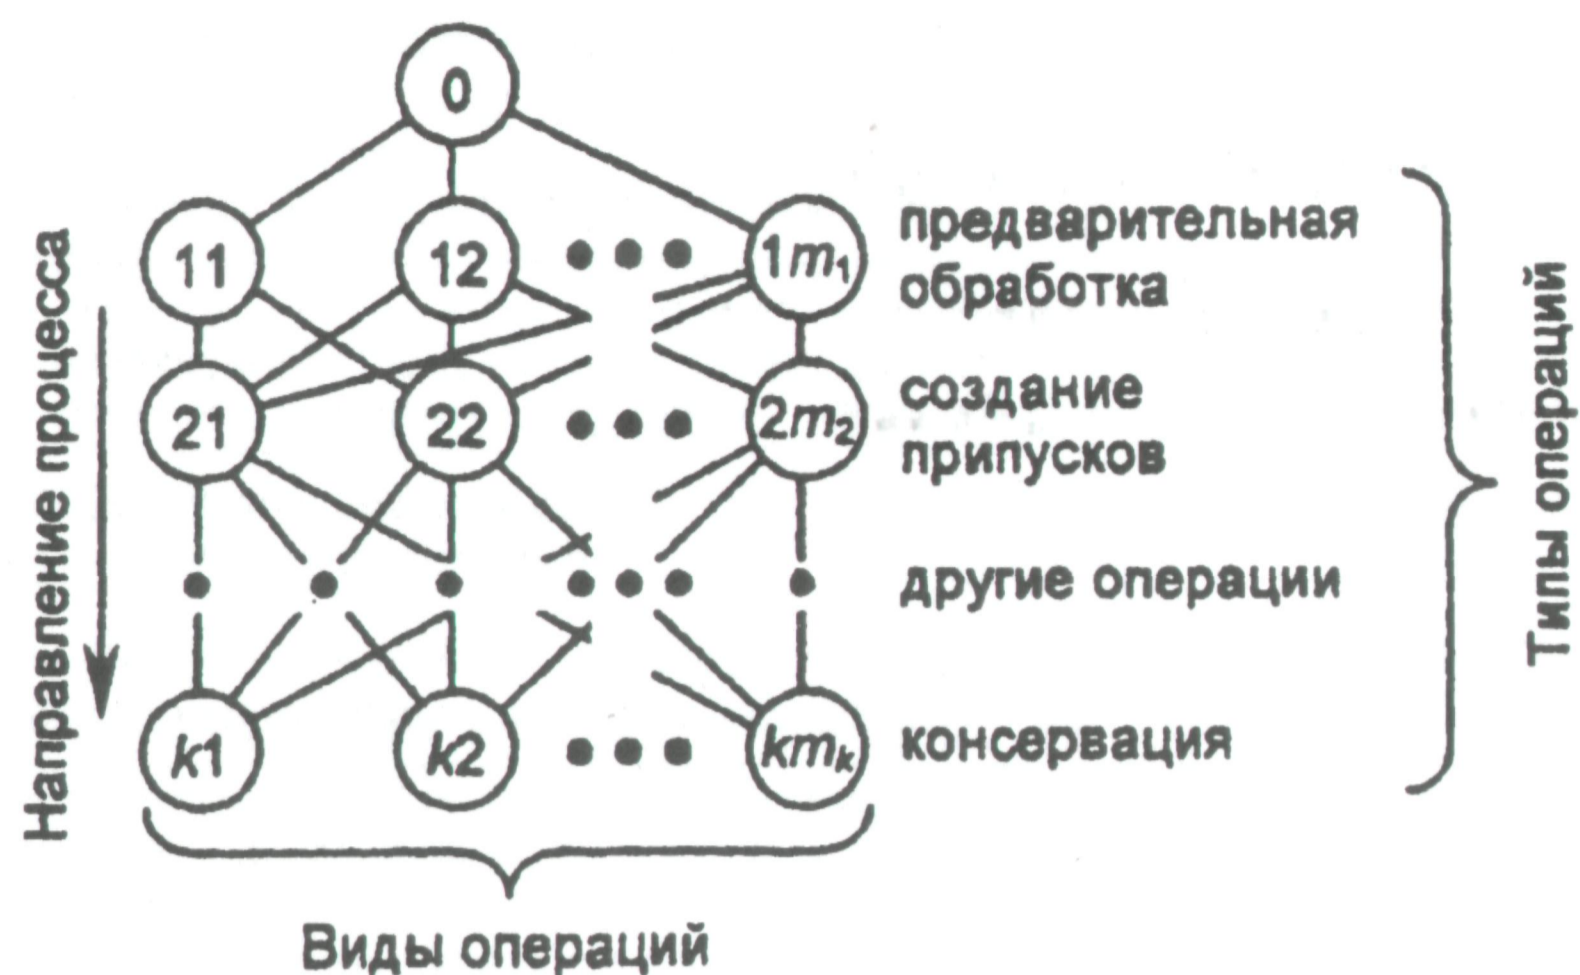 0
11 12 ••• 1m₁
предварительная
обработка
21 22 ••• 2m₂
создание
припусков
другие операции
k1 k2 ••• kmₖ
консервация
Направление процесса
Типы операций
Виды операций